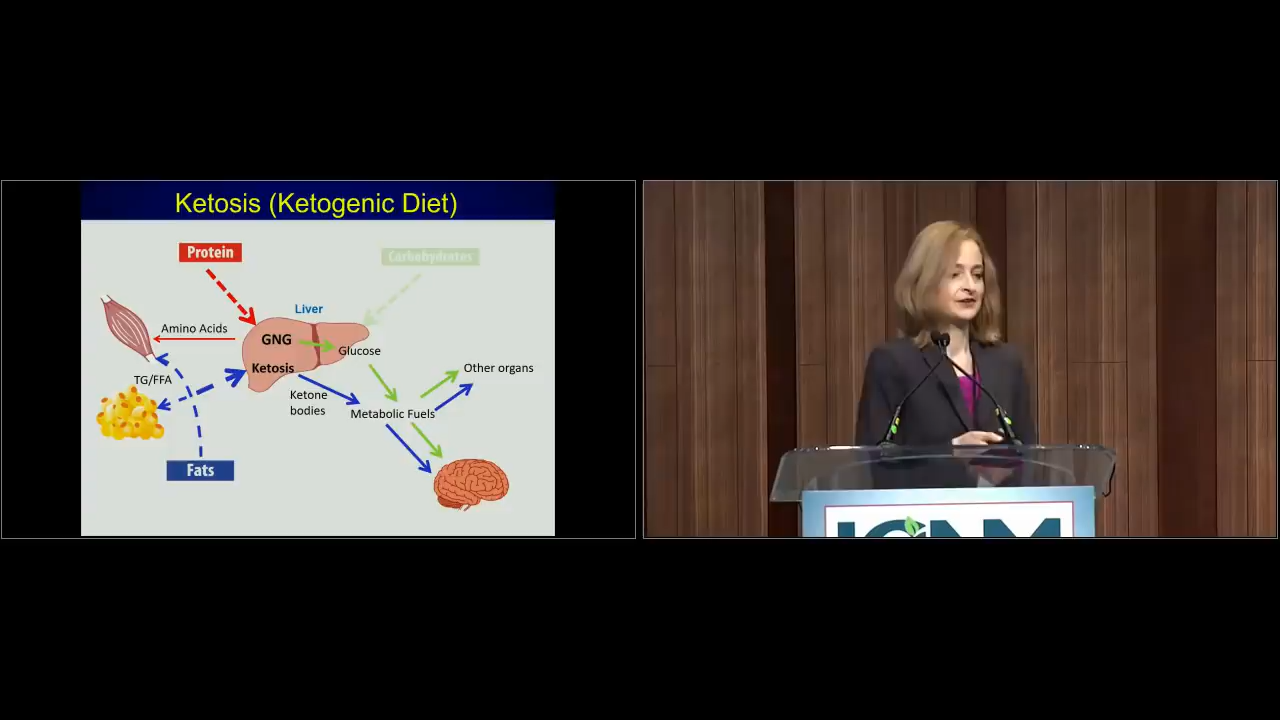 Ketosis (Ketogenic Diet)
Protein
Carbohydrates
Liver
Amino Acids
GNG
Glucose
Ketosis
TG/FFA
Ketone
bodies
Other organs
Metabolic Fuels
Fats
ICNM